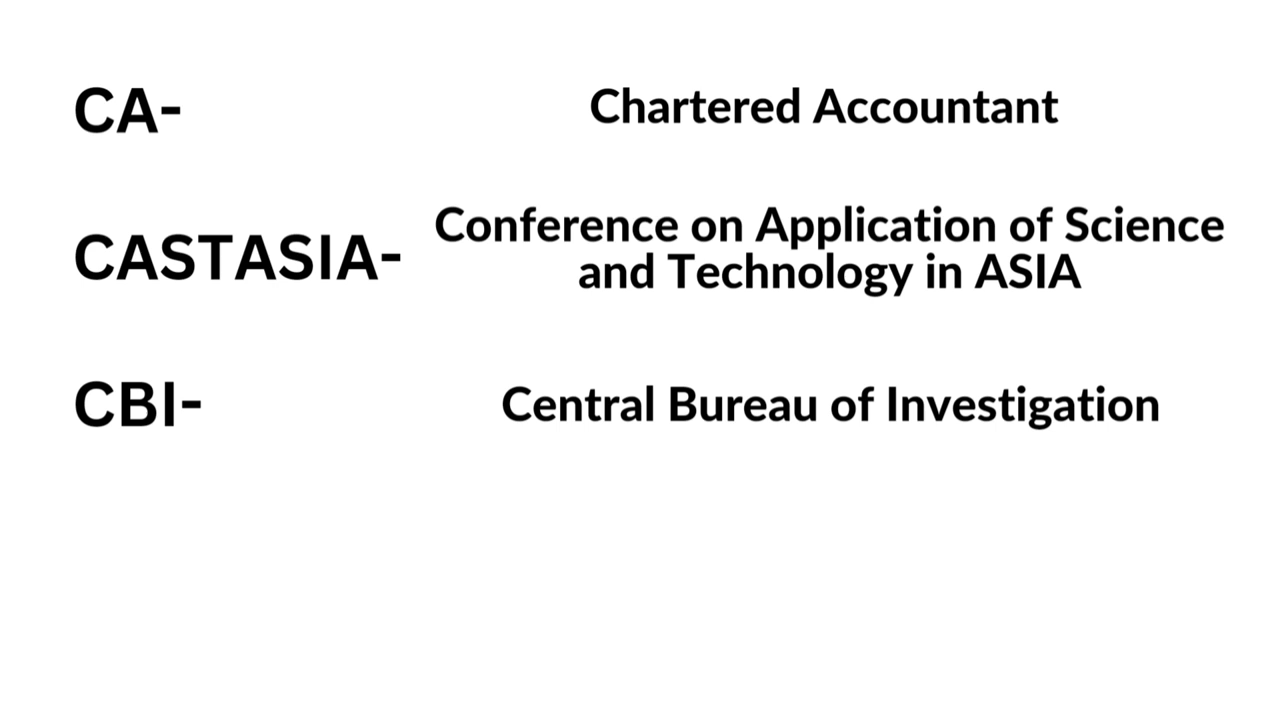 CA- Chartered Accountant
CASTASIA- Conference on Application of Science
and Technology in ASIA
CBI- Central Bureau of Investigation